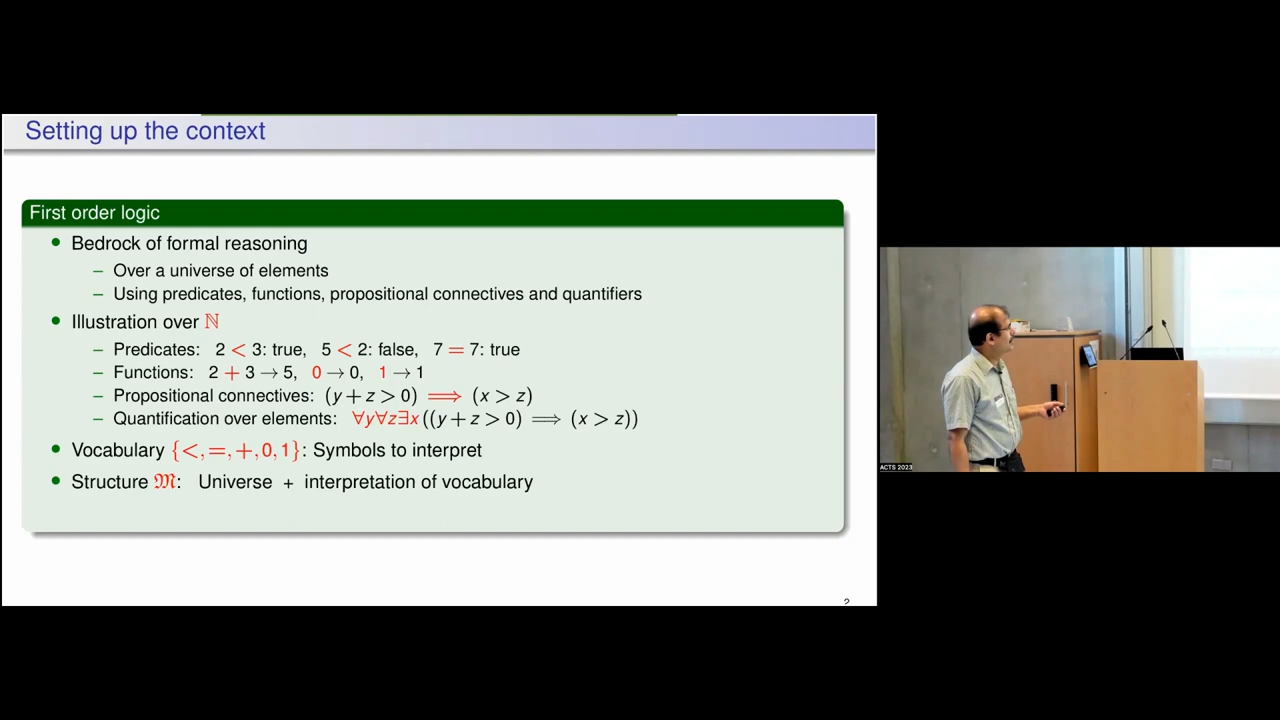 Setting up the context
First order logic
• Bedrock of formal reasoning
– Over a universe of elements
– Using predicates, functions, propositional connectives and quantifiers
• Illustration over ℕ
– Predicates: 2 < 3: true, 5 < 2: false, 7 = 7: true
– Functions: 2 + 3 → 5, 0 → 0, 1 → 1
– Propositional connectives: (y + z > 0) ⟹ (x > z)
– Quantification over elements: ∀y∀z∃x((y + z > 0) ⟹ (x > z))
• Vocabulary {<, =, +, 0, 1}: Symbols to interpret
• Structure 𝔐: Universe + interpretation of vocabulary
2
ACTS 2023